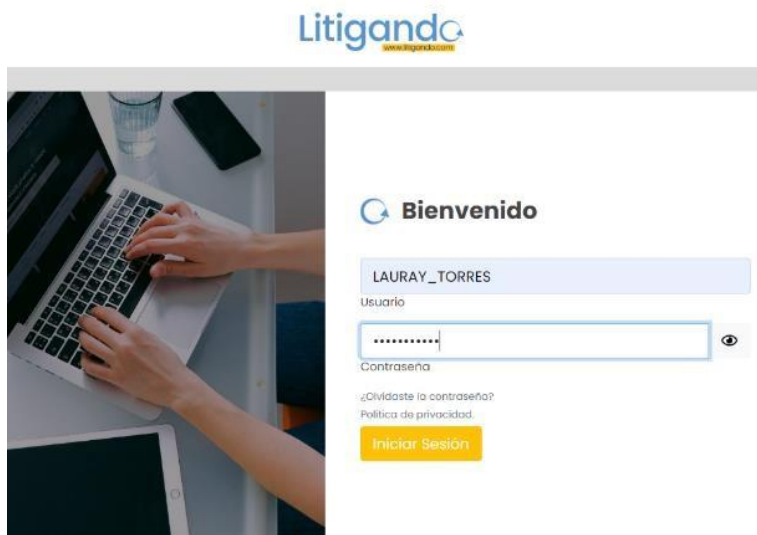 Litigando
www.litigando.com
Bienvenido
LAURAY_TORRES
Usuario
•••••••••••
Contraseña
¿Olvidaste la contraseña?
Política de privacidad.
Iniciar Sesión